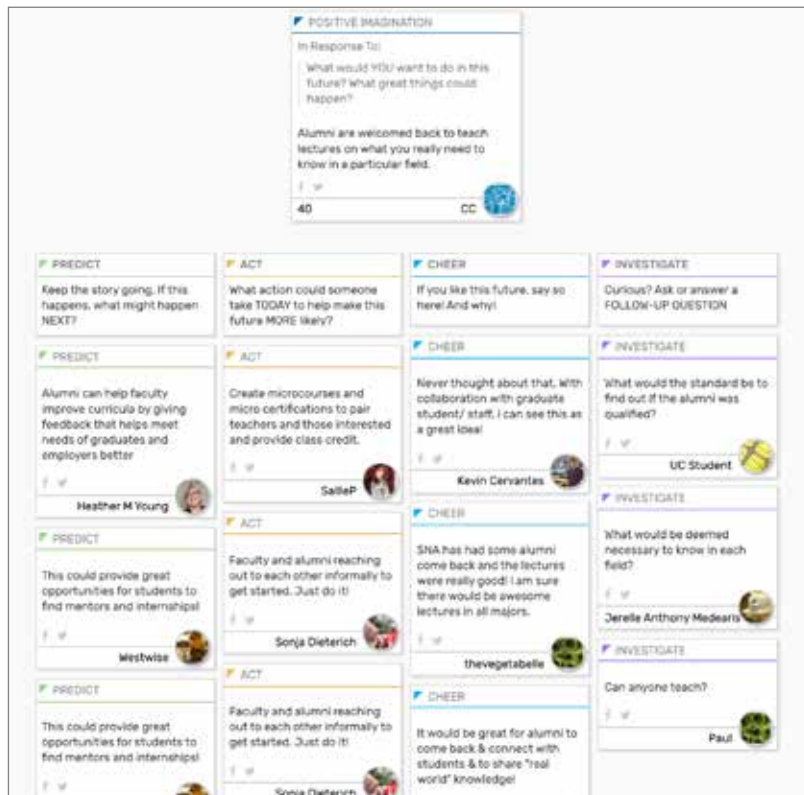 POSITIVE IMAGINATION
In Response To:
What would YOU want to do in this
future? What great things could
happen?
Alumni are welcomed back to teach
lectures on what you really need to
know in a particular field.
40
CC
PREDICT
Keep the story going. If this
happens, what might happen
NEXT?
PREDICT
Alumni can help faculty
improve curricula by giving
feedback that helps meet
needs of graduates and
employers better
Heather M Young
PREDICT
This could provide great
opportunities for students to
find mentors and internships!
Westwise
PREDICT
This could provide great
opportunities for students to
find mentors and internships!
ACT
What action could someone
take TODAY to help make this
future MORE likely?
Create microcourses and
micro certifications to pair
teachers and those interested
and provide class credit.
SallieP
ACT
Faculty and alumni reaching
out to each other informally to
get started. Just do it!
Sonja Dieterich
ACT
Faculty and alumni reaching
out to each other informally to
get started. Just do it!
Sonja Dieterich
CHEER
If you like this future, say so
here! And why!
CHEER
Never thought about that. With
collaboration with graduate
student/ staff, i can see this as
a great idea!
Kevin Cervantes
CHEER
SNA has had some alumni
come back and the lectures
were really good! I am sure
there would be awesome
lectures in all majors.
thevegetabelle
CHEER
It would be great for alumni to
come back & connect with
students & to share "real
world" knowledge!
INVESTIGATE
Curious? Ask or answer a
FOLLOW-UP QUESTION
INVESTIGATE
What would the standard be to
find out if the alumni was
qualified?
UC Student
INVESTIGATE
What would be deemed
necessary to know in each
field?
Jerelle Anthony Medearis
INVESTIGATE
Can anyone teach?
Paul